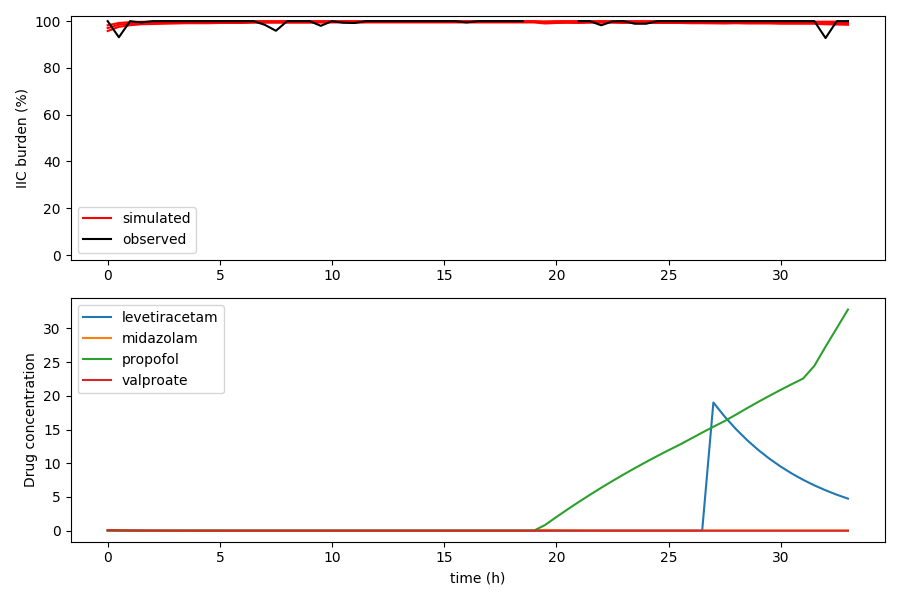 IIC burden (%)
100
80
60
40
20
0
simulated
observed
0 5 10 15 20 25 30
Drug concentration
30
25
20
15
10
5
0
levetiracetam
midazolam
propofol
valproate
0 5 10 15 20 25 30
time (h)